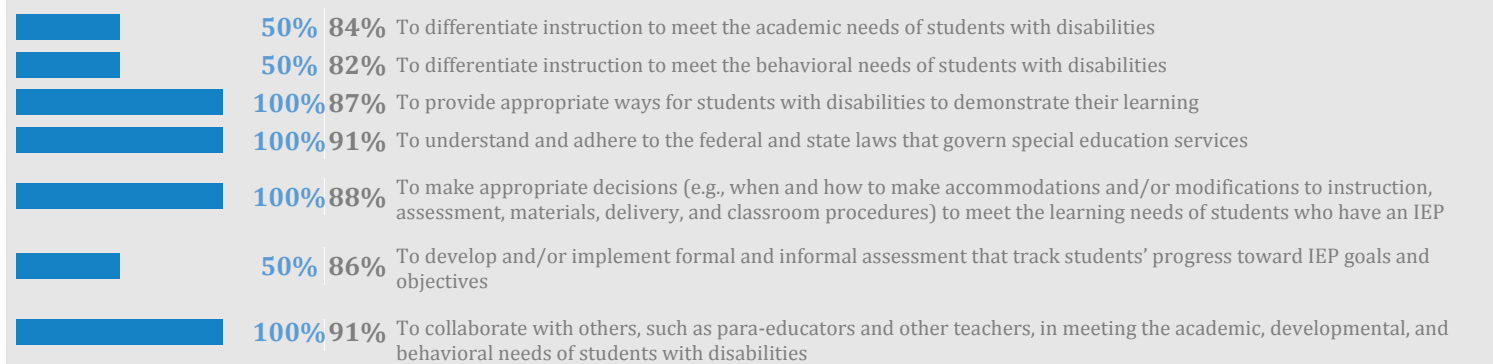 50% 84% To differentiate instruction to meet the academic needs of students with disabilities
50% 82% To differentiate instruction to meet the behavioral needs of students with disabilities
100% 87% To provide appropriate ways for students with disabilities to demonstrate their learning
100% 91% To understand and adhere to the federal and state laws that govern special education services
100% 88% To make appropriate decisions (e.g., when and how to make accommodations and/or modifications to instruction,
assessment, materials, delivery, and classroom procedures) to meet the learning needs of students who have an IEP
50% 86% To develop and/or implement formal and informal assessment that track students’ progress toward IEP goals and
objectives
100% 91% To collaborate with others, such as para-educators and other teachers, in meeting the academic, developmental, and
behavioral needs of students with disabilities